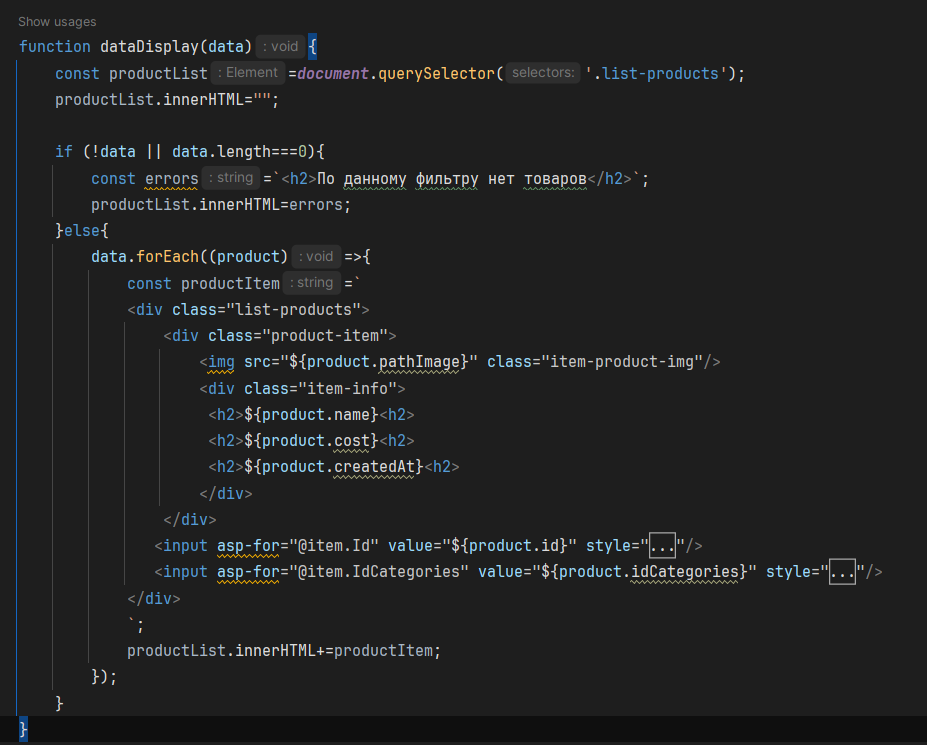 Show usages
function dataDisplay(data) : void {
const productList : Element =document.querySelector( selectors: '.list-products');
productList.innerHTML="";
if (!data || data.length===0){
const errors : string =`<h2>По данному фильтру нет товаров</h2>`;
productList.innerHTML=errors;
}else{
data.forEach((product) : void =>{
const productItem : string =`
<div class="list-products">
<div class="product-item">
<img src="${product.pathImage}" class="item-product-img"/>
<div class="item-info">
<h2>${product.name}<h2>
<h2>${product.cost}<h2>
<h2>${product.createdAt}<h2>
</div>
</div>
<input asp-for="@item.Id" value="${product.id}" style="..."/>
<input asp-for="@item.IdCategories" value="${product.idCategories}" style="..."/>
</div>
`;
productList.innerHTML+=productItem;
});
}
}